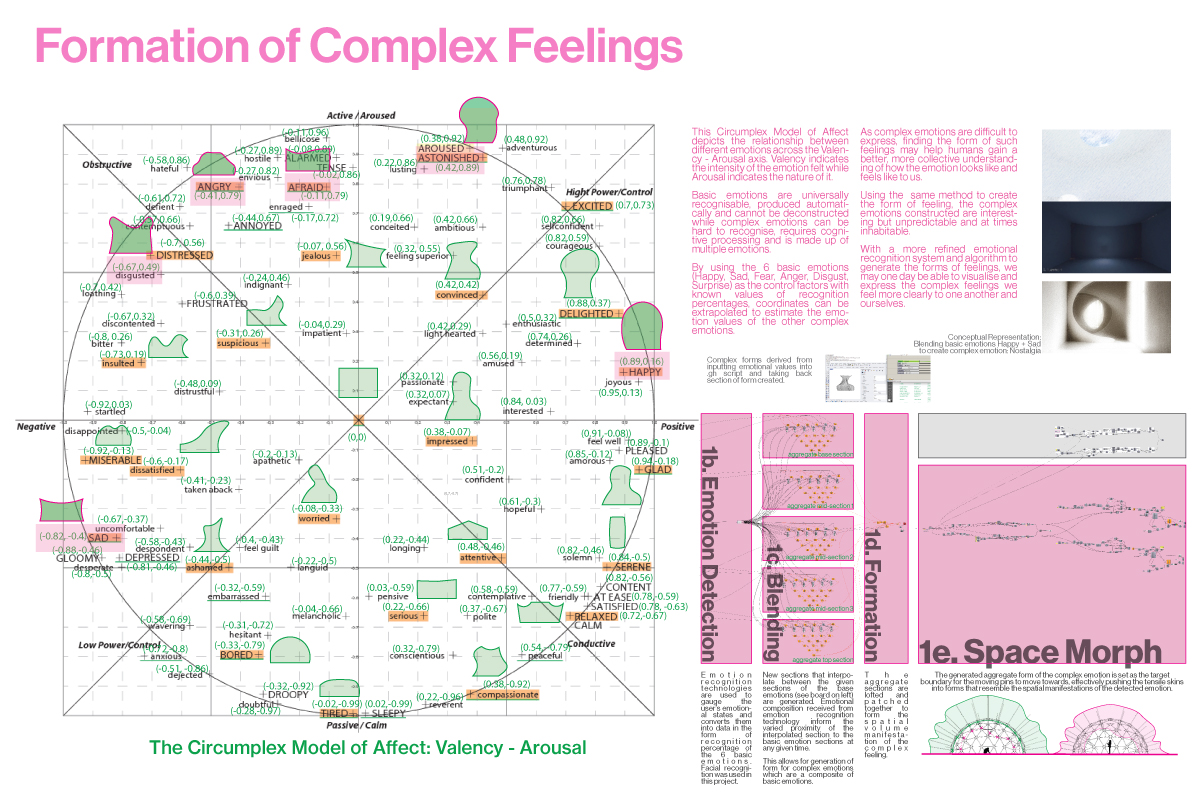 Formation of Complex Feelings
Active / Aroused
(-0.11,0.96)
bellicose
(-0.08,0.89)
(-0.27,0.89)
hostile
ALARMED
TENSE
(-0.02,0.86)
(0.38,0.92)
AROUSED
ASTONISHED
(0.42,0.89)
(0.48,0.92)
adventurous
Obstructive
(-0.58,0.86)
hateful
(-0.27,0.82)
envious
(0.22,0.86)
lusting
ANGRY
(-0.41,0.79)
AFRAID
(-0.11,0.79)
(0.76,0.78)
triumphant
High Power/Control
(-0.61,0.72)
defient
enraged
(-0.17,0.72)
EXCITED (0.7,0.73)
contemptuous
(-0.44,0.67)
ANNOYED
(0.19,0.66)
conceited
(0.42,0.66)
ambitious
(0.82,0.66)
selfconfident
(0.82,0.59)
courageous
(-0.7, 0.56)
DISTRESSED
(-0.07, 0.56)
jealous
(0.32, 0.55)
feeling superior
(-0.67,0.49)
disgusted
(-0.7,0.42)
loathing
(-0.24,0.46)
indignant
(0.42,0.42)
convinced
(-0.6,0.39)
FRUSTRATED
(0.88,0.37)
DELIGHTED
(-0.67,0.32)
discontented
(-0.31,0.26)
suspicious
(-0.04,0.29)
impatient
(0.42,0.29)
light hearted
(0.5,0.32)
enthusiastic
(-0.8, 0.26)
bitter
(0.74,0.26)
determined
(-0.73,0.19)
insulted
(0.56,0.19)
amused
(0.89,0.16)
HAPPY
(-0.48,0.09)
distrustful
(0.32,0.12)
passionate
(0.32,0.07)
expectant
joyous
(0.95,0.13)
(-0.92,0.03)
startled
(0.84, 0.03)
interested
Negative
Positive
disappointed
(-0.5,-0.04)
(0,0)
(0.38,-0.07)
impressed
(0.91,-0.08)
feel well
(0.89,-0.1)
PLEASED
(-0.92,-0.13)
MISERABLE
(-0.6,-0.17)
dissatisfied
(-0.2,-0.13)
apathetic
(0.85,-0.12)
amorous
(0.94,-0.18)
GLAD
(-0.41,-0.23)
taken aback
(0.51,-0.2)
confident
(-0.08,-0.33)
worried
(0.61,-0.3)
hopeful
(-0.67,-0.37)
uncomfortable
SAD
(-0.58,-0.43)
despondent
(-0.4, -0.43)
feel guilt
(0.22,-0.44)
longing
(0.48,-0.46)
attentive
(0.82,-0.46)
solemn
(-0.88,-0.46)
GLOOMY
DEPRESSED
(-0.81,-0.46)
desperate
(-0.8,-0.5)
(-0.44,-0.5)
ashamed
(-0.22,-0.5)
languid
(0.84,-0.5)
SERENE
(-0.32,-0.59)
embarrassed
(0.03,-0.59)
pensive
(0.58,-0.59)
contemplative
(0.77,-0.59)
friendly
(0.82,-0.56)
CONTENT
AT EASE (0.78,-0.59)
SATISFIED (0.78, -0.63)
RELAXED (0.72,-0.67)
CALM
(-0.04,-0.66)
melancholic
(0.22,-0.66)
serious
(0.37,-0.67)
polite
(-0.58,-0.69)
wavering
(-0.31,-0.72)
hesitant
Low Power/Control
anxious
(-0.33,-0.79)
BORED
(0.32,-0.79)
conscientious
(0.54,-0.79)
peaceful
Conductive
(-0.51,-0.86)
dejected
(-0.32,-0.92)
DROOPY
doubtful
(-0.28,-0.97)
(0.38,-0.92)
compassionate
(-0.02,-0.99)
TIRED
(0.02,-0.99)
SLEEPY
(0.22,-0.96)
reverent
Passive / Calm
The Circumplex Model of Affect: Valency - Arousal
This Circumplex Model of Affect
depicts the relationship between
different emotions across the Valen-
cy - Arousal axis. Valency indicates
the intensity of the emotion felt while
Arousal indicates the nature of it.
Basic emotions are universally
recognisable, produced automati-
cally and cannot be deconstructed
while complex emotions can be
hard to recognise, requires cogni-
tive processing and is made up of
multiple emotions.
By using the 6 basic emotions
(Happy, Sad, Fear, Anger, Disgust,
Surprise) as the control factors with
known values of recognition
percentages, coordinates can be
extrapolated to estimate the emo-
tion values of the other complex
emotions.
As complex emotions are difficult to
express, finding the form of such
feelings may help humans gain a
better, more collective understand-
ing of how the emotion looks like and
feels like to us.
Using the same method to create
the form of feeling, the complex
emotions constructed are interest-
ing but unpredictable and at times
inhabitable.
With a more refined emotional
recognition system and algorithm to
generate the forms of feelings, we
may one day be able to visualise and
express the complex feelings we
feel more clearly to one another and
ourselves.
Conceptual Representation:
Blending basic emotions Happy + Sad
to create complex emotion: Nostalgia
Complex forms derived from
inputting emotional values into
.gh script and taking back
section of form created.
1b. Emotion Detection
aggregate base section
aggregate mid-section1
aggregate mid-section2
aggregate mid-section3
aggregate top section
1c. Blending
1d. Formation
1e. Space Morph
Emotion
recognition
technologies
are used to
gauge the
user's emotion-
al states and
converts them
into data in the
form of
recognition
percentage of
the 6 basic
emotions.
Facial recogni-
tion was used in
this project.
New sections that interpo-
late between the given
sections of the base
emotions (see board on left)
are generated. Emotional
composition received from
emotion recognition
technology inform the
varied proximity of the
interpolated section to the
basic emotion sections at
any given time.
This allows for generation of
form for complex emotions
which are a composite of
basic emotions.
The
aggregate
sections are
lofted and
patched
together to
form the
spatial
volume
manifesta-
tion of the
complex
feeling.
The generated aggregate form of the complex emotion is set as the target
boundary for the moving pins to move towards, effectively pushing the tensile skins
into forms that resemble the spatial manifestations of the detected emotion.